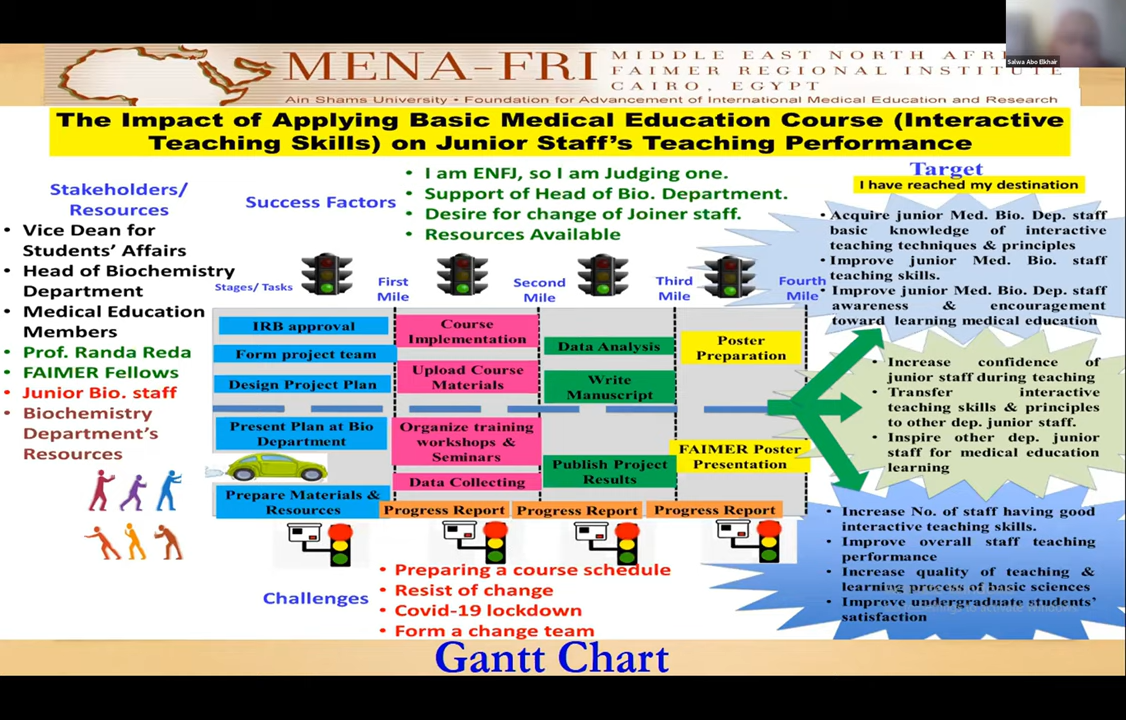 Salwa Abo Elkhair
MENA-FRI
MIDDLE EAST NORTH AFRI
FAIMER REGIONAL INSTITUTE
CAIRO, EGYPT
Ain Shams University • Foundation for Advancement of International Medical Education and Research
The Impact of Applying Basic Medical Education Course (Interactive
Teaching Skills) on Junior Staff's Teaching Performance
Stakeholders/
Resources
• Vice Dean for
Students' Affairs
• Head of Biochemistry
Department
• Medical Education
Members
• Prof. Randa Reda
• FAIMER Fellows
• Junior Bio. staff
• Biochemistry
Department's
Resources
Success Factors
• I am ENFJ, so I am Judging one.
• Support of Head of Bio. Department.
• Desire for change of Joiner staff.
• Resources Available
Stages/ Tasks
First
Mile
Second
Mile
Third
Mile
Fourth
Mile
IRB approval
Form project team
Design Project Plan
Present Plan at Bio
Department
Prepare Materials &
Resources
Course
Implementation
Upload Course
Materials
Organize training
workshops &
Seminars
Data Collecting
Progress Report
Data Analysis
Write
Manuscript
Publish Project
Results
Progress Report
Poster
Preparation
FAIMER Poster
Presentation
Progress Report
Challenges
• Preparing a course schedule
• Resist of change
• Covid-19 lockdown
• Form a change team
Target
I have reached my destination
• Acquire junior Med. Bio. Dep. staff
basic knowledge of interactive
teaching techniques & principles
• Improve junior Med. Bio. staff
teaching skills.
• Improve junior Med. Bio. Dep. staff
awareness & encouragement
toward learning medical education
• Increase confidence of
junior staff during teaching
• Transfer interactive
teaching skills & principles
to other dep. junior staff.
• Inspire other dep. junior
staff for medical education
learning
• Increase No. of staff having good
interactive teaching skills.
• Improve overall staff teaching
performance
• Increase quality of teaching &
learning process of basic sciences
• Improve undergraduate students'
satisfaction
Gantt Chart